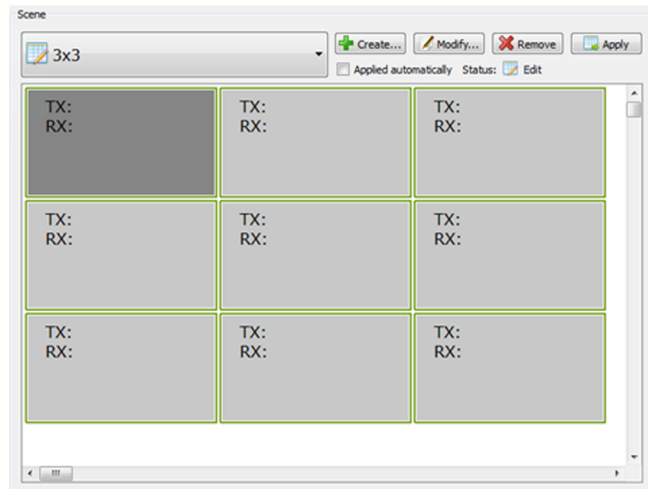 Scene
3x3
Create... Modify... Remove Apply
Applied automatically Status: Edit
TX: TX: TX:
RX: RX: RX:
TX: TX: TX:
RX: RX: RX:
TX: TX: TX:
RX: RX: RX: